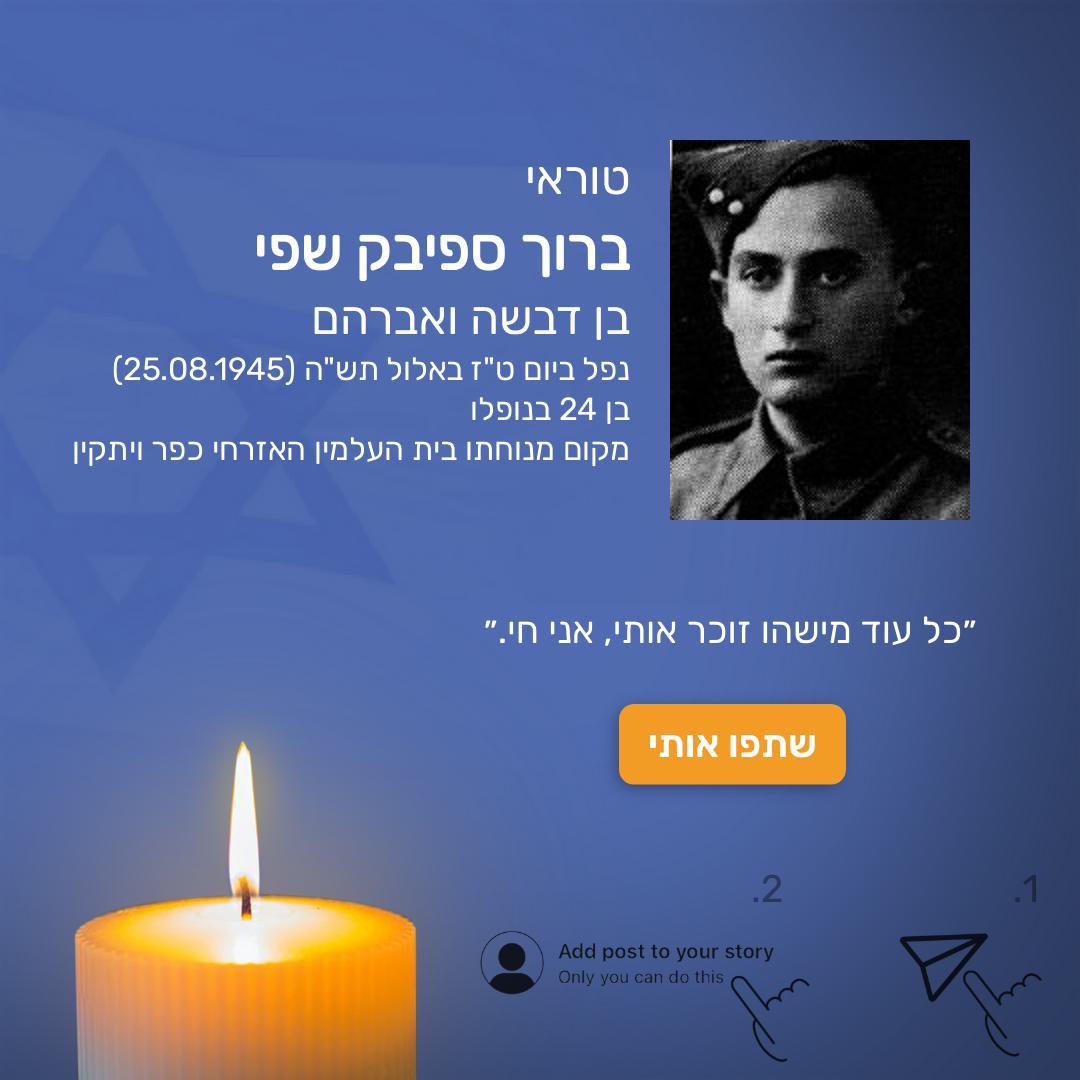 טוראי
ברוך ספיבק שפי
בן דבשה ואברהם
נפל ביום ט"ז באלול תש"ה (25.08.1945)
בן 24 בנופלו
מקום מנוחתו בית העלמין האזרחי כפר ויתקין
״כל עוד מישהו זוכר אותי, אני חי.״
שתפו אותי
1.
2.
Add post to your story
Only you can do this